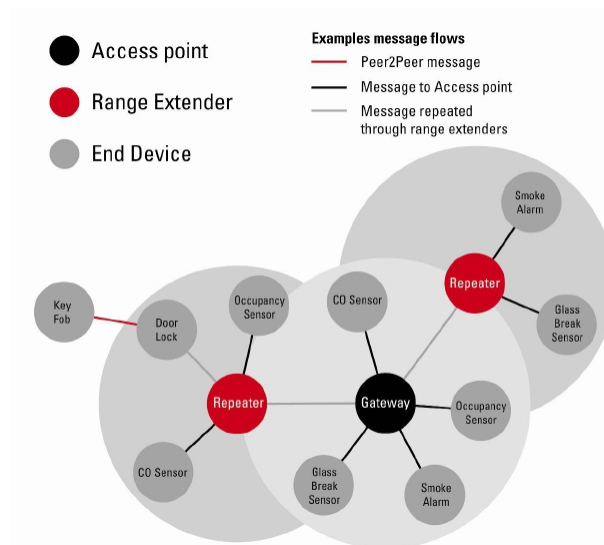 Access point
Range Extender
End Device
Examples message flows
Peer2Peer message
Message to Access point
Message repeated
through range extenders
Smoke
Alarm
Repeater
Glass
Break
Sensor
Key
Fob
Door
Lock
Occupancy
Sensor
CO Sensor
Repeater
Gateway
Occupancy
Sensor
CO Sensor
Glass
Break
Sensor
Smoke
Alarm